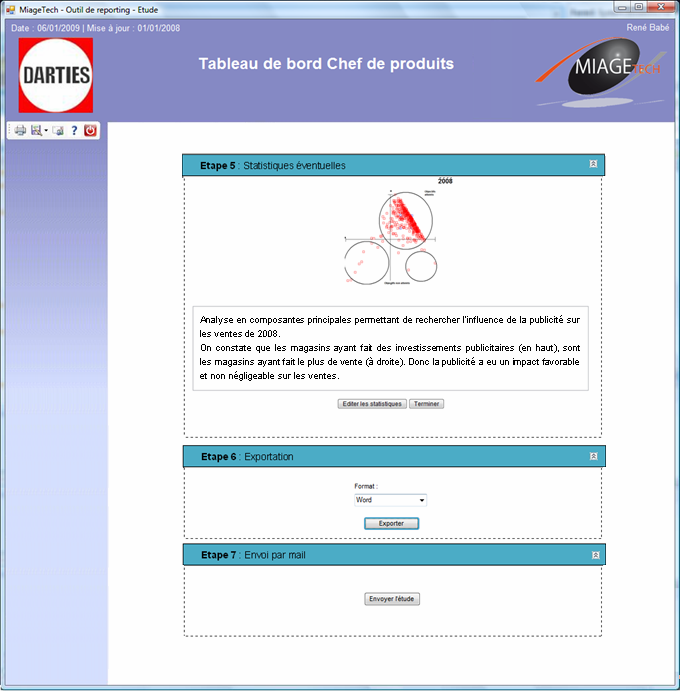 MiageTech - Outil de reporting - Etude
Date : 06/01/2009 | Mise à jour : 01/01/2008
René Babé
DARTIES
Tableau de bord Chef de produits
MIAGETECH
Etape 5 : Statistiques éventuelles
2008
Analyse en composantes principales permettant de rechercher l'influence de la publicité sur
les ventes de 2008.
On constate que les magasins ayant fait des investissements publicitaires (en haut), sont
les magasins ayant fait le plus de vente (à droite). Donc la publicité a eu un impact favorable
et non négligeable sur les ventes.
Editer les statistiques
Terminer
Etape 6 : Exportation
Format :
Word
Exporter
Etape 7 : Envoi par mail
Envoyer l'étude